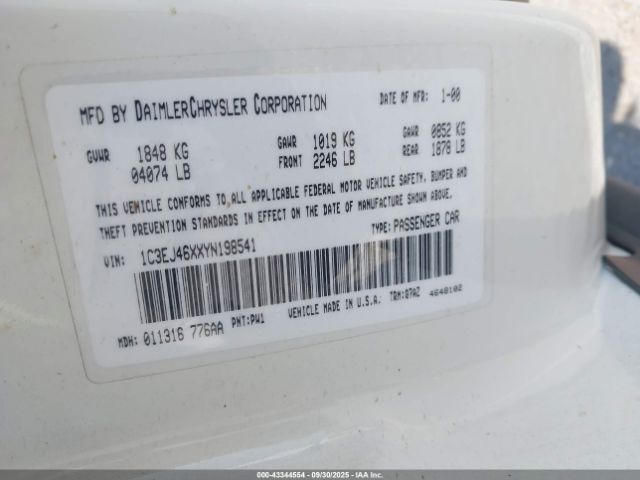 MFD BY DAIMLERCHRYSLER CORPORATION DATE OF MFR: 1-00
GVWR 1848 KG 04074 LB GAWR FRONT 1019 KG 2246 LB GAWR REAR 0852 KG 1878 LB
THIS VEHICLE CONFORMS TO ALL APPLICABLE FEDERAL MOTOR VEHICLE SAFETY, BUMPER AND
THEFT PREVENTION STANDARDS IN EFFECT ON THE DATE OF MANUFACTURE SHOWN ABOVE.
VIN: 1C3EJ46XXYN198541 TYPE: PASSENGER CAR
MDH: 011316 776AA PNT:PW1 VEHICLE MADE IN U.S.A. TRM:87AZ 4648102
000-43344554 • 09/30/2025 • IAA Inc.